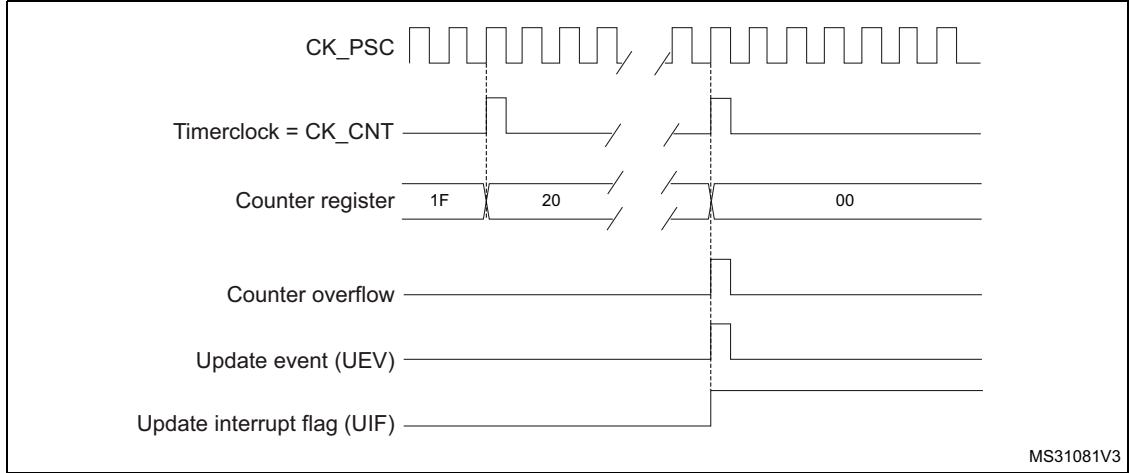 CK_PSC
Timerclock = CK_CNT
Counter register 1F 20 00
Counter overflow
Update event (UEV)
Update interrupt flag (UIF)
MS31081V3